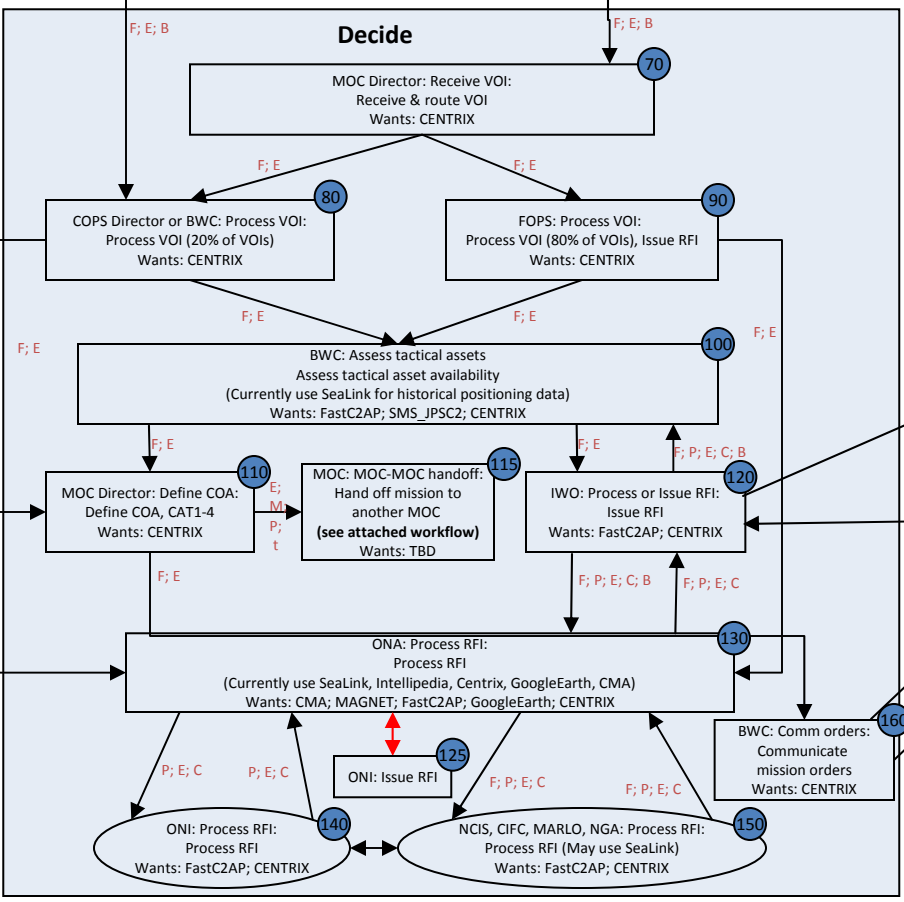 F; E; B
F; E; B
Decide
70
MOC Director: Receive VOI:
Receive & route VOI
Wants: CENTRIX
F; E
F; E
80
COPS Director or BWC: Process VOI:
Process VOI (20% of VOIs)
Wants: CENTRIX
90
FOPS: Process VOI:
Process VOI (80% of VOIs), Issue RFI
Wants: CENTRIX
F; E
F; E
F; E
F; E
100
BWC: Assess tactical assets
Assess tactical asset availability
(Currently use SeaLink for historical positioning data)
Wants: FastC2AP; SMS_JPSC2; CENTRIX
F; E
F; E
F; P; E; C; B
110
MOC Director: Define COA:
Define COA, CAT1-4
Wants: CENTRIX
E;
M;
P;
t
115
MOC: MOC-MOC handoff:
Hand off mission to
another MOC
(see attached workflow)
Wants: TBD
120
IWO: Process or Issue RFI:
Issue RFI
Wants: FastC2AP; CENTRIX
F; E
F; P; E; C; B
F; P; E; C
130
ONA: Process RFI:
Process RFI
(Currently use SeaLink, Intellipedia, Centrix, GoogleEarth, CMA)
Wants: CMA; MAGNET; FastC2AP; GoogleEarth; CENTRIX
160
BWC: Comm orders:
Communicate
mission orders
Wants: CENTRIX
125
ONI: Issue RFI
P; E; C
P; E; C
F; P; E; C
F; P; E; C
140
ONI: Process RFI:
Process RFI
Wants: FastC2AP; CENTRIX
150
NCIS, CIFC, MARLO, NGA: Process RFI:
Process RFI (May use SeaLink)
Wants: FastC2AP; CENTRIX